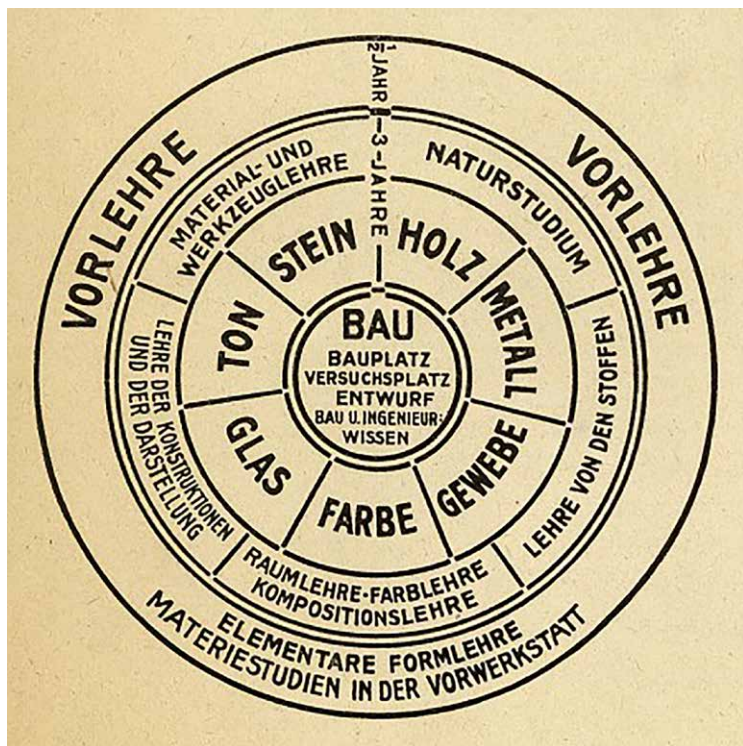 VORLEHRE
VORLEHRE
1/2 JAHR
3-JAHRE
MATERIAL- UND
WERKZEUGLEHRE
NATURSTUDIUM
LEHRE VON DEN STOFFEN
RAUMLEHRE·FARBLEHRE
KOMPOSITIONSLEHRE
LEHRE DER KONSTRUKTIONEN
UND DER DARSTELLUNG
STEIN
HOLZ
METALL
GEWEBE
FARBE
GLAS
TON
BAU
BAUPLATZ
VERSUCHSPLATZ
ENTWURF
BAU U. INGENIEUR:
WISSEN
ELEMENTARE FORMLEHRE
MATERIESTUDIEN IN DER VORWERKSTATT